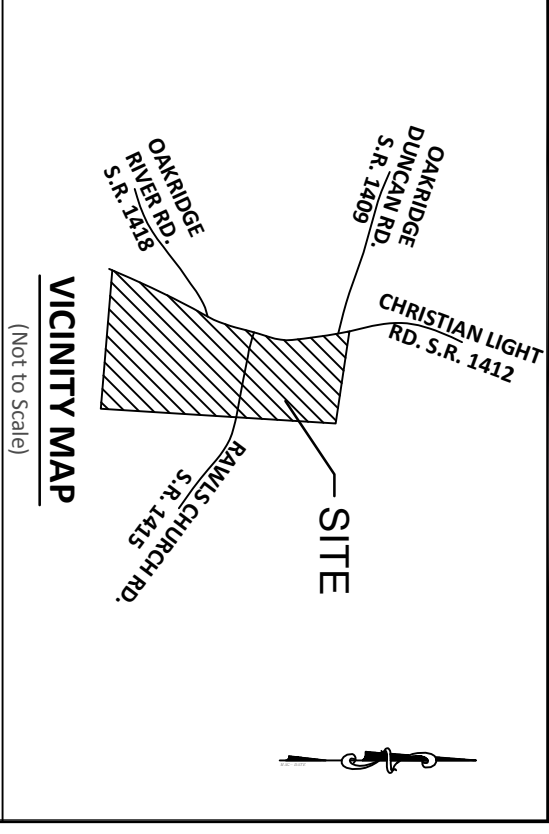 OAKRIDGE
DUNCAN RD.
S.R. 1409
CHRISTIAN LIGHT
RD. S.R. 1412
OAKRIDGE
RIVER RD.
S.R. 1418
SITE
RAWLS CHURCH RD.
S.R. 1415
VICINITY MAP
(Not to Scale)